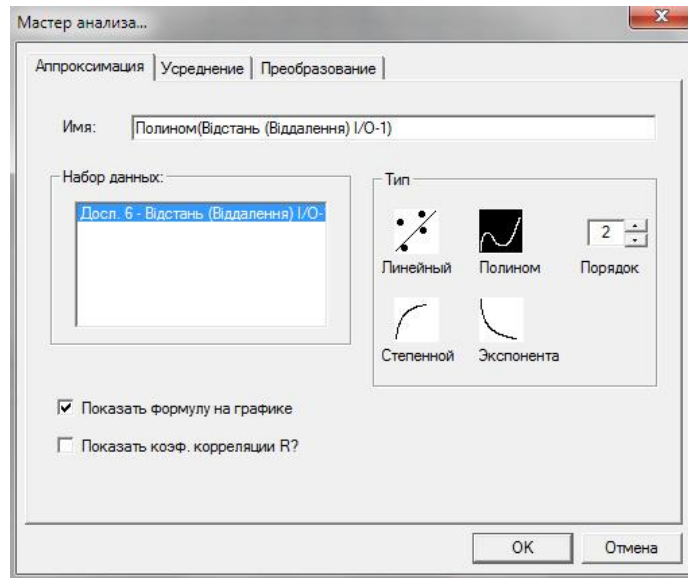 Мастер анализа...
Аппроксимация Усреднение Преобразование
Имя: Полином(Відстань (Віддалення) I/O-1)
Набор данных:
Досл. 6 - Відстань (Віддалення) I/O-
Тип
2
Линейный Полином Порядок
Степенной Экспонента
Показать формулу на графике
Показать коэф. корреляции R?
OK Отмена